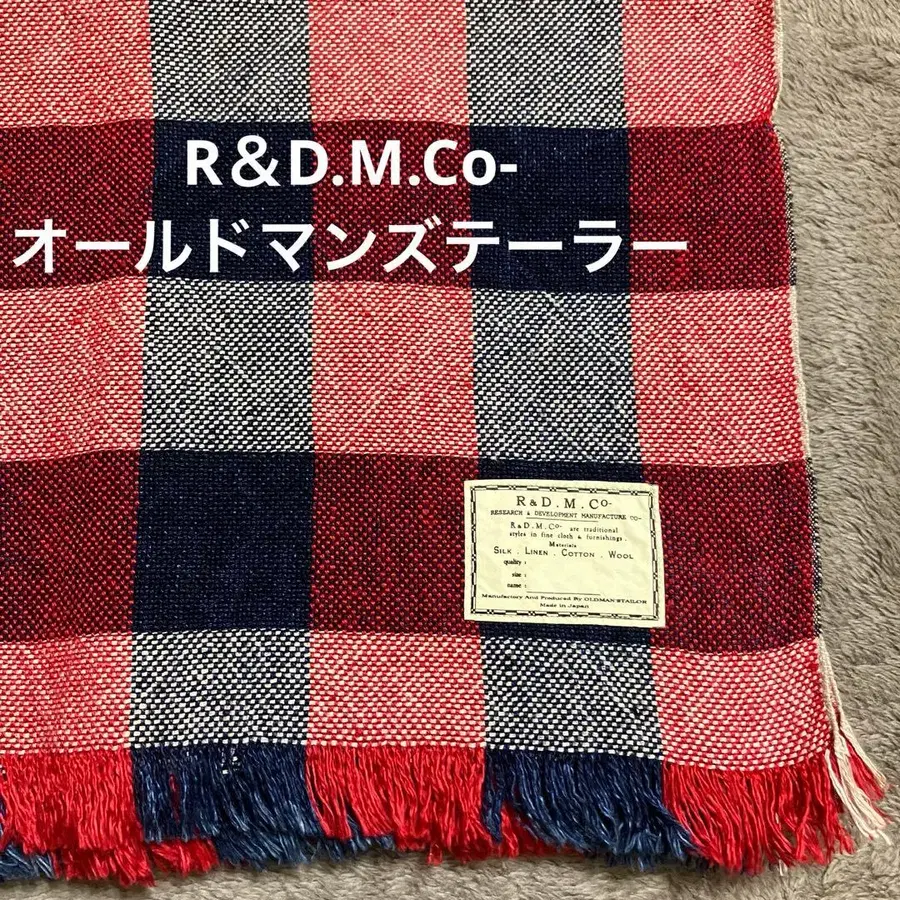 R&D.M.Co-
オールドマンズテーラー
R & D . M . Co-
RESEARCH & DEVELOPMENT MANUFACTURE CO-
R & D.M.Co- are traditional
styles in fine cloth & furnishings .
Materials
SILK . LINEN . COTTON . WOOL
quality :
size :
name :
Manufactory And Produced By OLDMAN'STAILOR
Made in Japan